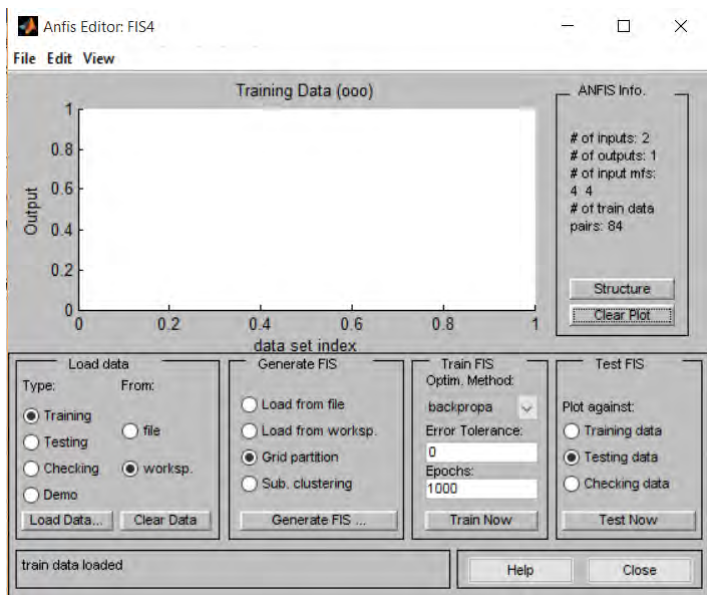 Anfis Editor: FIS4
File Edit View
Training Data (ooo)
1
0.8
0.6
0.4
0.2
0
Output
0 0.2 0.4 0.6 0.8 1
data set index
ANFIS Info.
# of inputs: 2
# of outputs: 1
# of input mfs:
4 4
# of train data
pairs: 84
Structure
Clear Plot
Load data
Type: From:
Training
Testing
Checking
Demo
file
worksp.
Load Data... Clear Data
Generate FIS
Load from file
Load from worksp.
Grid partition
Sub. clustering
Generate FIS ...
Train FIS
Optim. Method:
backpropa
Error Tolerance:
0
Epochs:
1000
Train Now
Test FIS
Plot against:
Training data
Testing data
Checking data
Test Now
train data loaded
Help Close